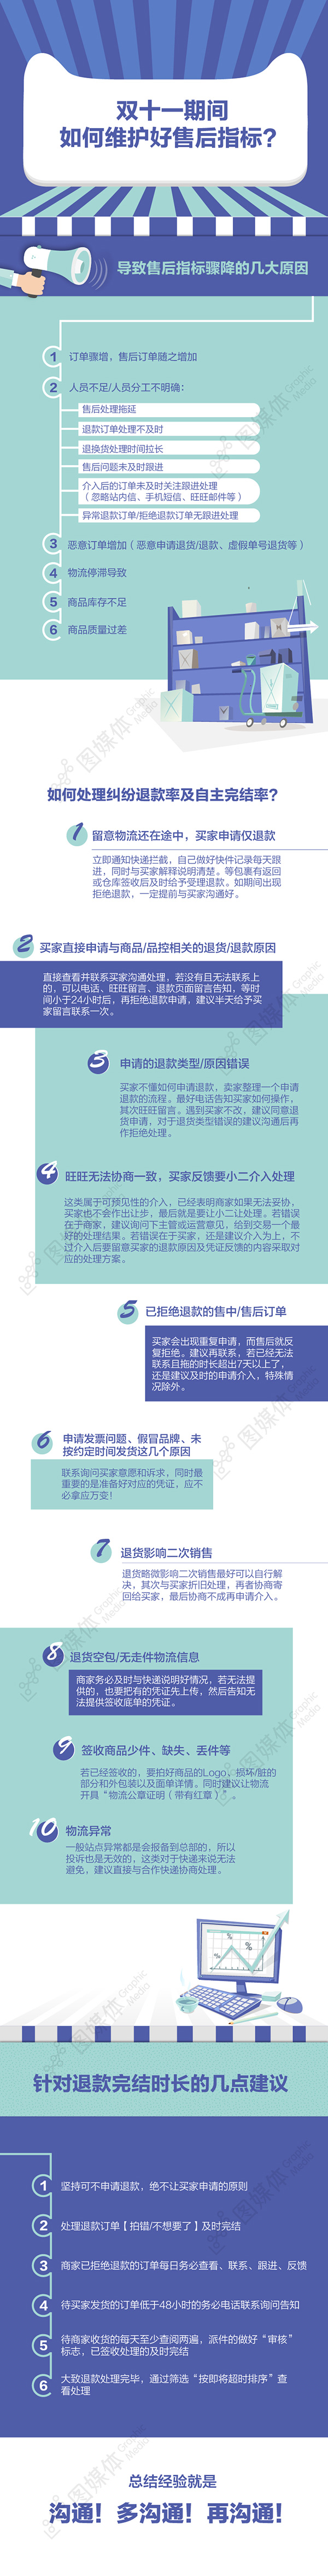 双十一期间
如何维护好售后指标?
导致售后指标骤降的几大原因
1 订单骤增，售后订单随之增加
2 人员不足/人员分工不明确：
售后处理拖延
退款订单处理不及时
退换货处理时间拉长
售后问题未及时跟进
介入后的订单未及时关注跟进处理
（忽略站内信、手机短信、旺旺邮件等）
异常退款订单/拒绝退款订单无跟进处理
3 恶意订单增加（恶意申请退货/退款、虚假单号退货等）
4 物流停滞导致
5 商品库存不足
6 商品质量过差
如何处理纠纷退款率及自主完结率?
1 留意物流还在途中，买家申请仅退款
立即通知快递拦截，自己做好快件记录每天跟
进，同时与买家解释说明清楚。等包裹有返回
或仓库签收后及时给予受理退款。如期间出现
拒绝退款，一定提前与买家沟通好。
2 买家直接申请与商品/品控相关的退货/退款原因
直接查看并联系买家沟通处理，若没有且无法联系上
的，可以电话、旺旺留言、退款页面留言告知，等时
间小于24小时后，再拒绝退款申请，建议半天给予买
家留言联系一次。
3 申请的退款类型/原因错误
买家不懂如何申请退款，卖家整理一个申请
退款的流程。最好电话告知买家如何操作，
其次旺旺留言。遇到买家不改，建议同意退
货申请，对于退货类型错误的建议沟通后再
作拒绝处理。
4 旺旺无法协商一致，买家反馈要小二介入处理
这类属于可预见性的介入，已经表明商家如果无法妥协，
买家也不会作出让步，最后就是要让小二让处理。若错误
在于商家，建议询问下主管或运营意见，给到交易一个最
好的处理结果。若错误在于买家，还是建议介入为上，不
过介入后要留意买家的退款原因及凭证反馈的内容采取对
应的处理方案。
5 已拒绝退款的售中/售后订单
买家会出现重复申请，而售后就反
复拒绝。建议再联系，若已经无法
联系且拖的时长超出7天以上了，
还是建议及时的申请介入，特殊情
况除外。
6 申请发票问题、假冒品牌、未
按约定时间发货这几个原因
联系询问买家意愿和诉求，同时最
重要的是准备好对应的凭证，应不
必拿应万变！
7 退货影响二次销售
退货略微影响二次销售最好可以自行解
决，其次与买家折旧处理，再者协商寄
回给买家，最后协商不成再申请介入。
8 退货空包/无走件物流信息
商家务必及时与快递说明好情况，若无法提
供的，也要把有的凭证先上传，然后告知无
法提供签收底单的凭证。
9 签收商品少件、缺失、丢件等
若已经签收的，要拍好商品的Logo，损坏/脏的
部分和外包装以及面单详情。同时建议让物流
开具“物流公章证明（带有红章）”。
10 物流异常
一般站点异常都是会报备到总部的，所以
投诉也是无效的，这类对于快递来说无法
避免，建议直接与合作快递协商处理。
针对退款完结时长的几点建议
1 坚持可不申请退款，绝不让买家申请的原则
2 处理退款订单【拍错/不想要了】及时完结
3 商家已拒绝退款的订单每日务必查看、联系、跟进、反馈
4 待买家发货的订单低于48小时的务必电话联系询问告知
5 待商家收货的每天至少查阅两遍，派件的做好“审核”
标志，已签收处理的及时完结
6 大致退款处理完毕，通过筛选“按即将超时排序”查
看处理
总结经验就是
沟通！多沟通！再沟通！
图媒体 Graphic Media